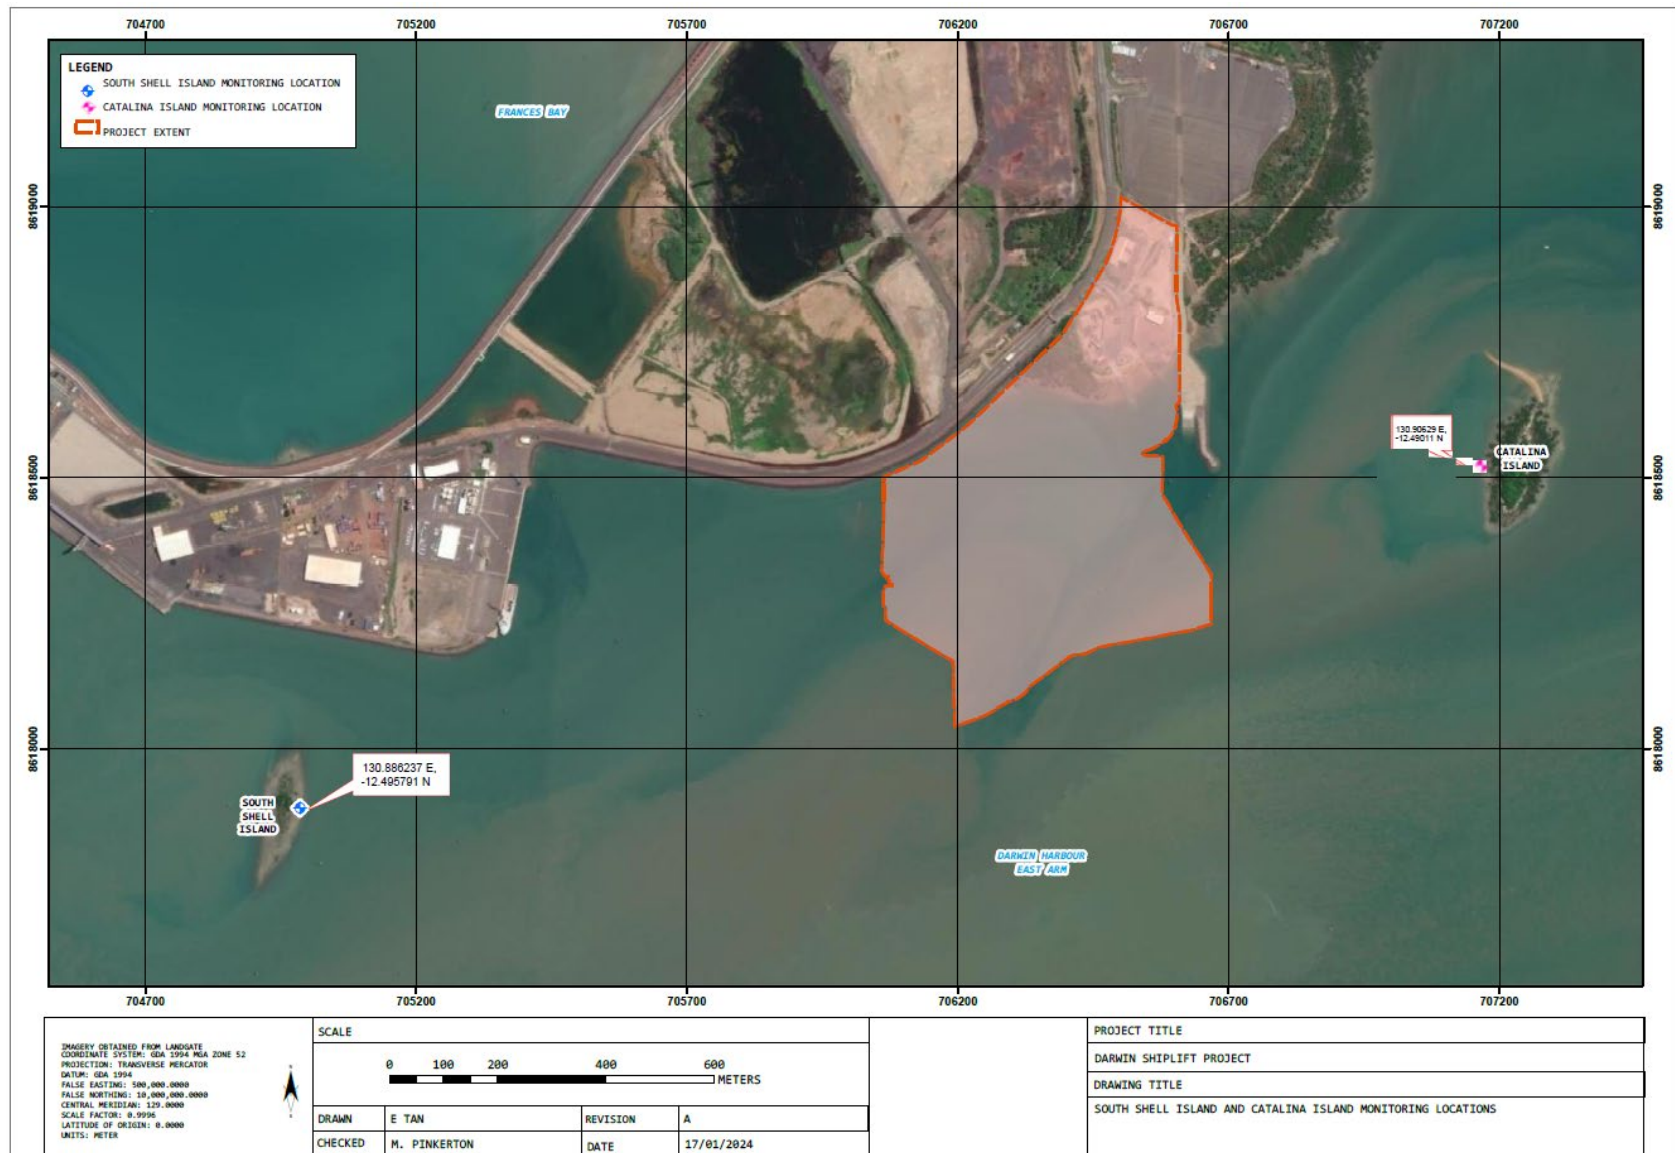 704700
705200
705700
706200
706700
707200
LEGEND
SOUTH SHELL ISLAND MONITORING LOCATION
CATALINA ISLAND MONITORING LOCATION
PROJECT EXTENT
FRANCES BAY
8619000
8619000
130.90629 E,
-12.49011 N
CATALINA
ISLAND
8618500
8618500
8618000
8618000
130.886237 E,
-12.495791 N
SOUTH
SHELL
ISLAND
DARWIN HARBOUR
EAST ARM
704700
705200
705700
706200
706700
707200
IMAGERY OBTAINED FROM LANDGATE
COORDINATE SYSTEM: GDA 1994 MGA ZONE 52
PROJECTION: TRANSVERSE MERCATOR
DATUM: GDA 1994
FALSE EASTING: 500,000.0000
FALSE NORTHING: 10,000,000.0000
CENTRAL MERIDIAN: 129.0000
SCALE FACTOR: 0.9996
LATITUDE OF ORIGIN: 0.0000
UNITS: METER
SCALE
0 100 200 400 600
METERS
DRAWN E TAN REVISION A
CHECKED M. PINKERTON DATE 17/01/2024
PROJECT TITLE
DARWIN SHIPLIFT PROJECT
DRAWING TITLE
SOUTH SHELL ISLAND AND CATALINA ISLAND MONITORING LOCATIONS